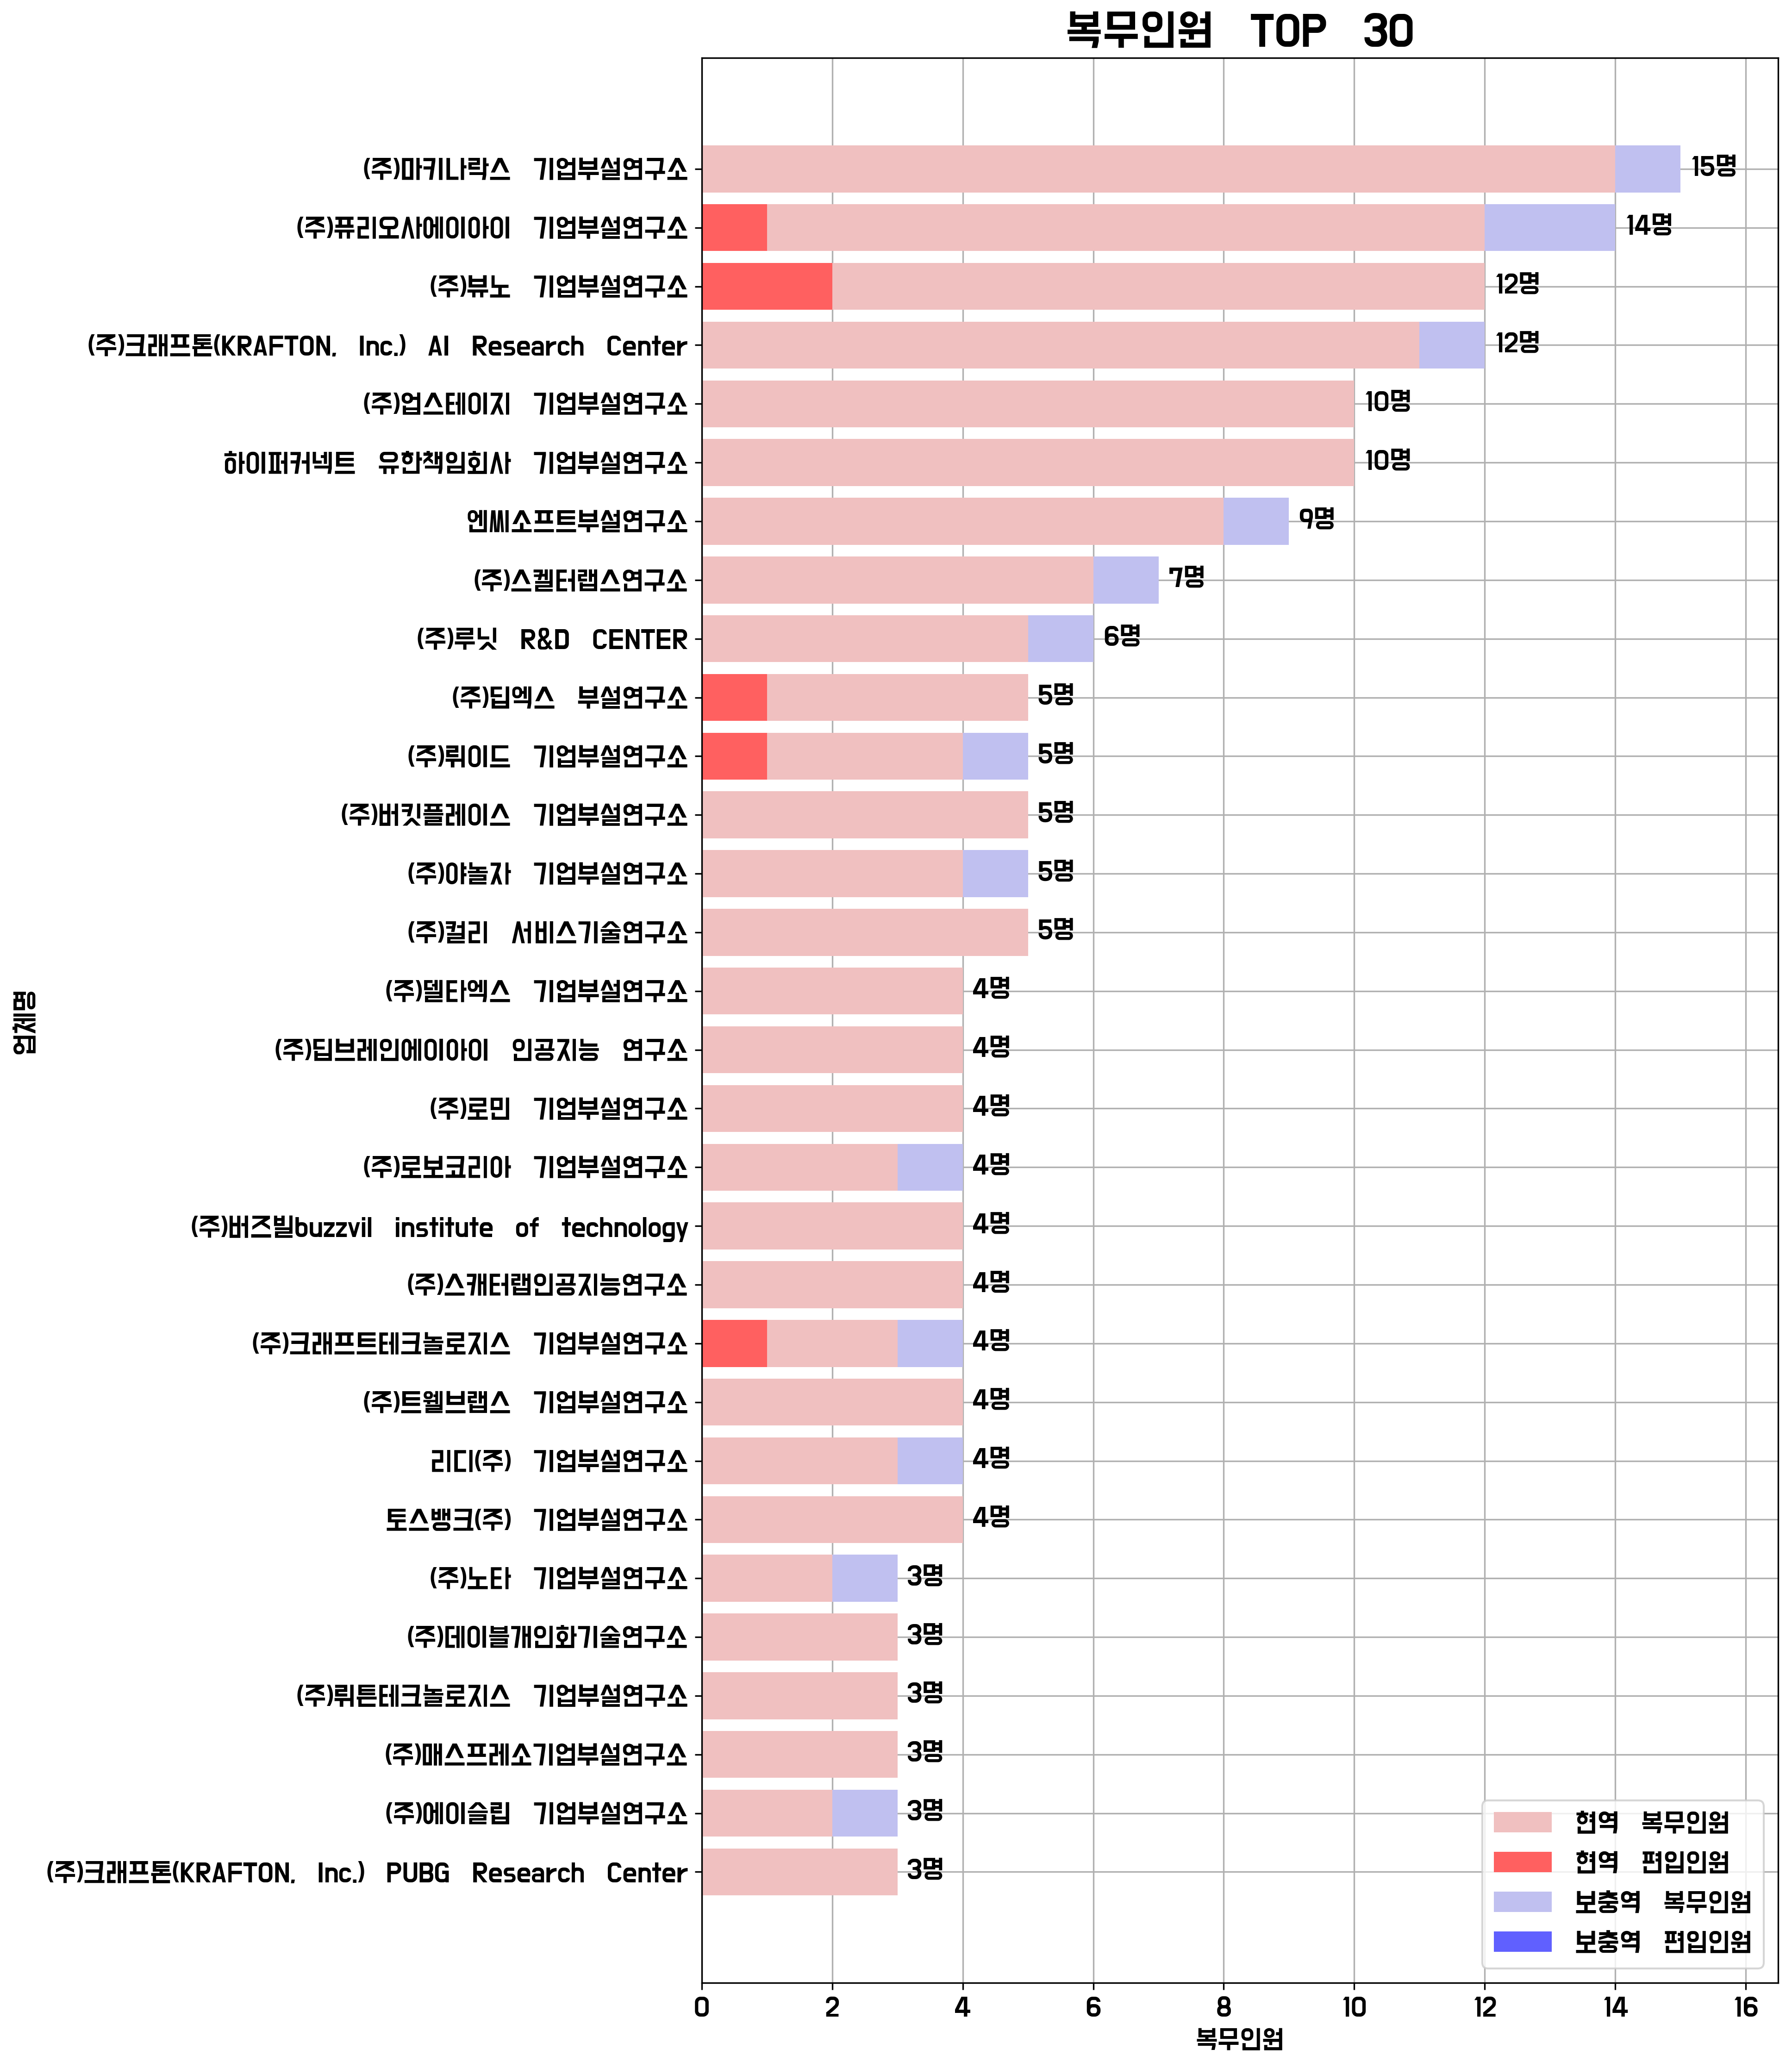 복무인원 TOP 30
(주)마키나락스 기업부설연구소 15명
(주)퓨리오사에이아이 기업부설연구소 14명
(주)뷰노 기업부설연구소 12명
(주)크래프톤(KRAFTON, Inc.) AI Research Center 12명
(주)업스테이지 기업부설연구소 10명
하이퍼커넥트 유한책임회사 기업부설연구소 10명
엔씨소프트부설연구소 9명
(주)스켈터랩스연구소 7명
(주)루닛 R&D CENTER 6명
(주)딥엑스 부설연구소 5명
(주)뤼이드 기업부설연구소 5명
(주)버킷플레이스 기업부설연구소 5명
(주)야놀자 기업부설연구소 5명
(주)컬리 서비스기술연구소 5명
(주)델타엑스 기업부설연구소 4명
(주)딥브레인에이아이 인공지능 연구소 4명
(주)로민 기업부설연구소 4명
(주)로보코리아 기업부설연구소 4명
(주)버즈빌buzzvil institute of technology 4명
(주)스캐터랩인공지능연구소 4명
(주)크래프트테크놀로지스 기업부설연구소 4명
(주)트웰브랩스 기업부설연구소 4명
리디(주) 기업부설연구소 4명
토스뱅크(주) 기업부설연구소 4명
(주)노타 기업부설연구소 3명
(주)데이블개인화기술연구소 3명
(주)뤼튼테크놀로지스 기업부설연구소 3명
(주)매스프레소기업부설연구소 3명
(주)에이슬립 기업부설연구소 3명
(주)크래프톤(KRAFTON, Inc.) PUBG Research Center 3명
업체명
현역 복무인원
현역 편입인원
보충역 복무인원
보충역 편입인원
0 2 4 6 8 10 12 14 16
복무인원